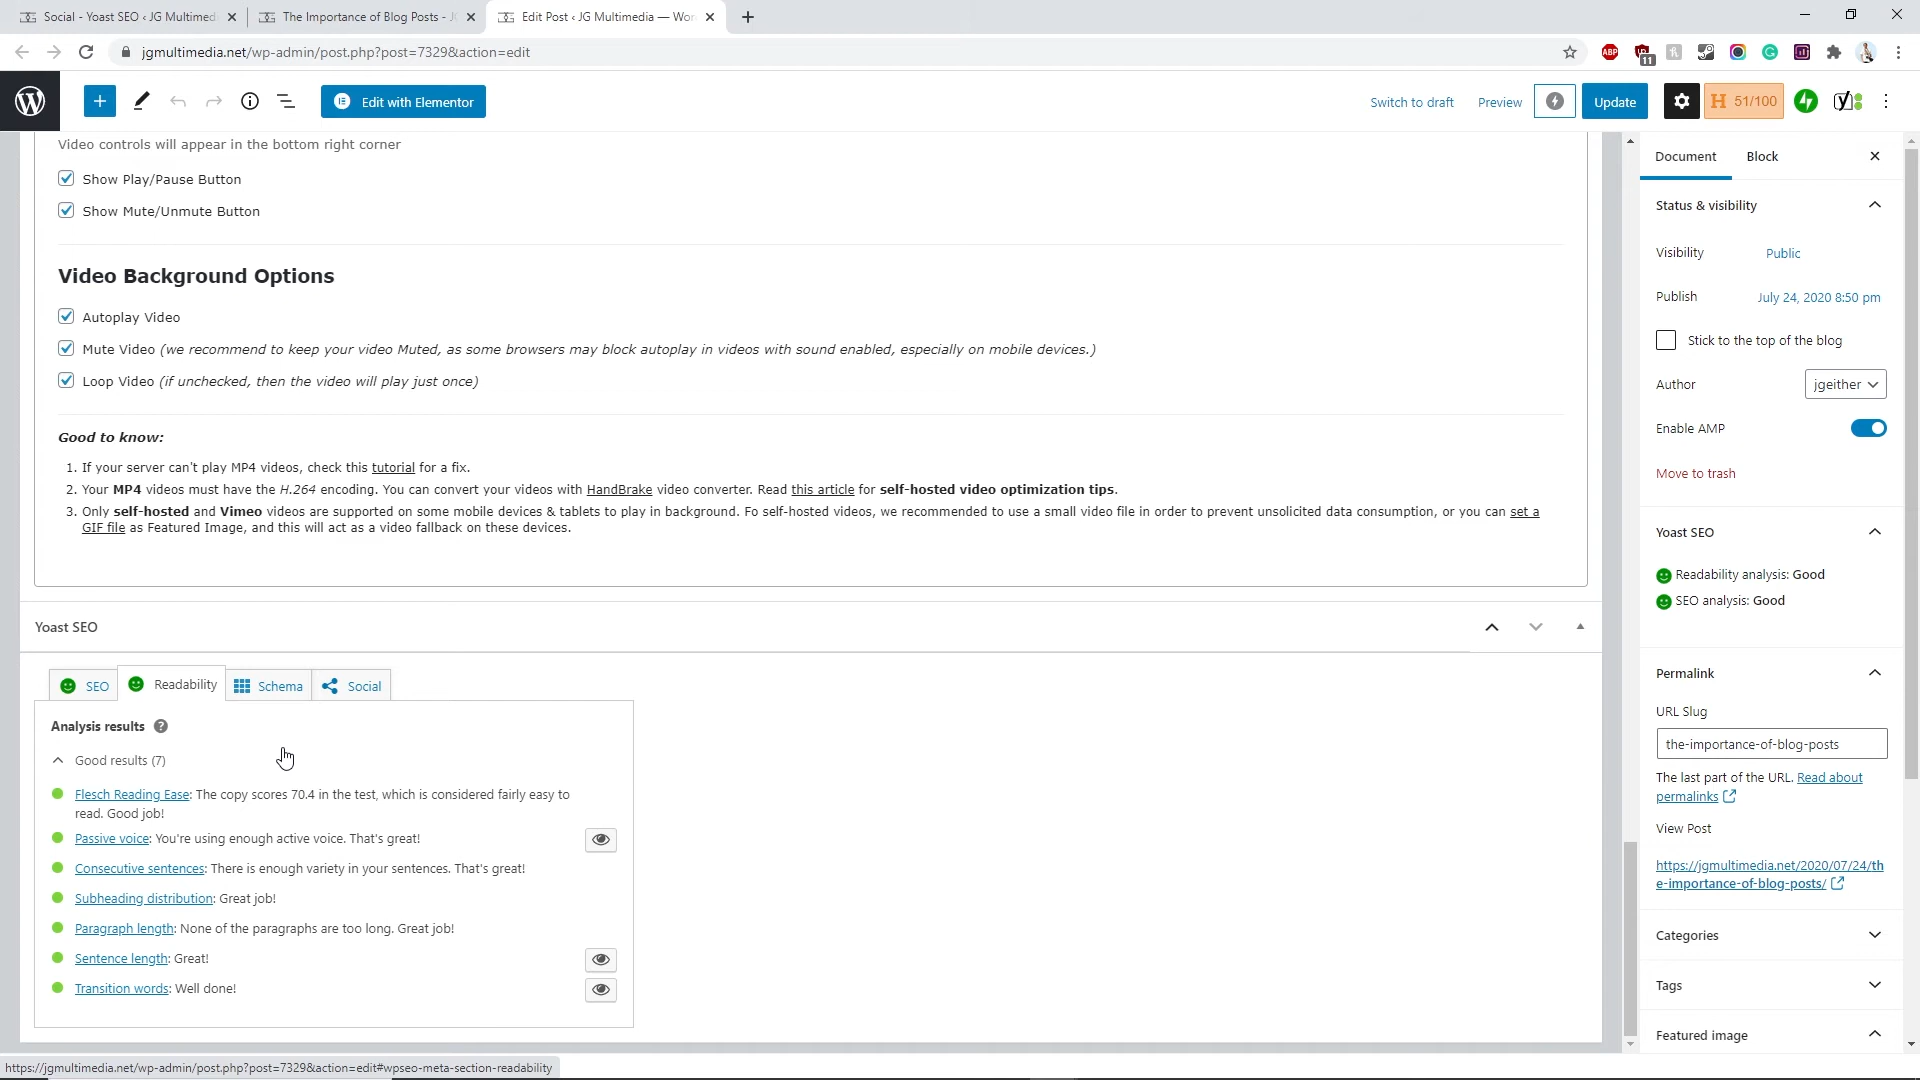 Social - Yoast SEO ‹ JG Multimed
The Importance of Blog Posts - J
Edit Post ‹ JG Multimedia — Wor
jgmultimedia.net/wp-admin/post.php?post=7329&action=edit
ABP
11
Edit with Elementor
Switch to draft
Preview
Update
H 51/100
Video controls will appear in the bottom right corner
Show Play/Pause Button
Show Mute/Unmute Button
Video Background Options
Autoplay Video
Mute Video (we recommend to keep your video Muted, as some browsers may block autoplay in videos with sound enabled, especially on mobile devices.)
Loop Video (if unchecked, then the video will play just once)
Good to know:
1. If your server can't play MP4 videos, check this tutorial for a fix.
2. Your MP4 videos must have the H.264 encoding. You can convert your videos with HandBrake video converter. Read this article for self-hosted video optimization tips.
3. Only self-hosted and Vimeo videos are supported on some mobile devices & tablets to play in background. Fo self-hosted videos, we recommended to use a small video file in order to prevent unsolicited data consumption, or you can set a
GIF file as Featured Image, and this will act as a video fallback on these devices.
Yoast SEO
SEO
Readability
Schema
Social
Analysis results
Good results (7)
Flesch Reading Ease: The copy scores 70.4 in the test, which is considered fairly easy to
read. Good job!
Passive voice: You're using enough active voice. That's great!
Consecutive sentences: There is enough variety in your sentences. That's great!
Subheading distribution: Great job!
Paragraph length: None of the paragraphs are too long. Great job!
Sentence length: Great!
Transition words: Well done!
Document
Block
Status & visibility
Visibility
Public
Publish
July 24, 2020 8:50 pm
Stick to the top of the blog
Author
jgeither
Enable AMP
Move to trash
Yoast SEO
Readability analysis: Good
SEO analysis: Good
Permalink
URL Slug
the-importance-of-blog-posts
The last part of the URL. Read about
permalinks
View Post
https://jgmultimedia.net/2020/07/24/th
e-importance-of-blog-posts/
Categories
Tags
Featured image
https://jgmultimedia.net/wp-admin/post.php?post=7329&action=edit#wpseo-meta-section-readability